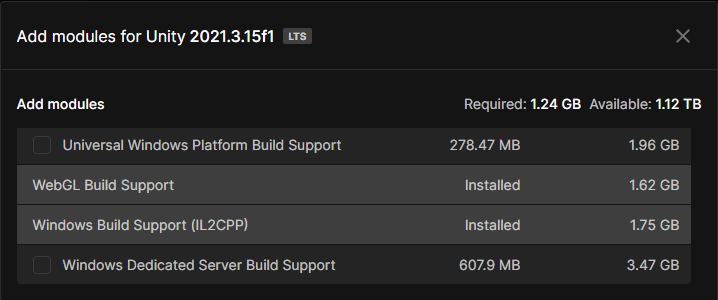 Add modules for Unity 2021.3.15f1 LTS
Add modules Required: 1.24 GB Available: 1.12 TB
Universal Windows Platform Build Support 278.47 MB 1.96 GB
WebGL Build Support Installed 1.62 GB
Windows Build Support (IL2CPP) Installed 1.75 GB
Windows Dedicated Server Build Support 607.9 MB 3.47 GB